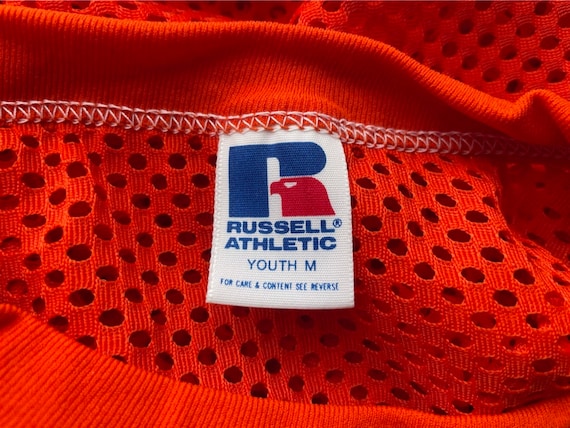 R
RUSSELL®
ATHLETIC
YOUTH M
FOR CARE & CONTENT SEE REVERSE